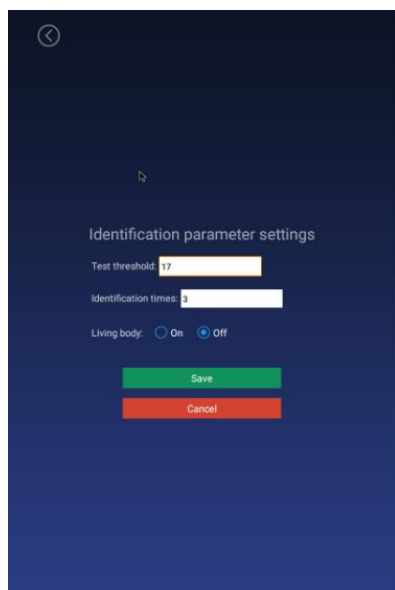 Identification parameter settings
Test threshold: 17
Identification times: 3
Living body: On Off
Save
Cancel